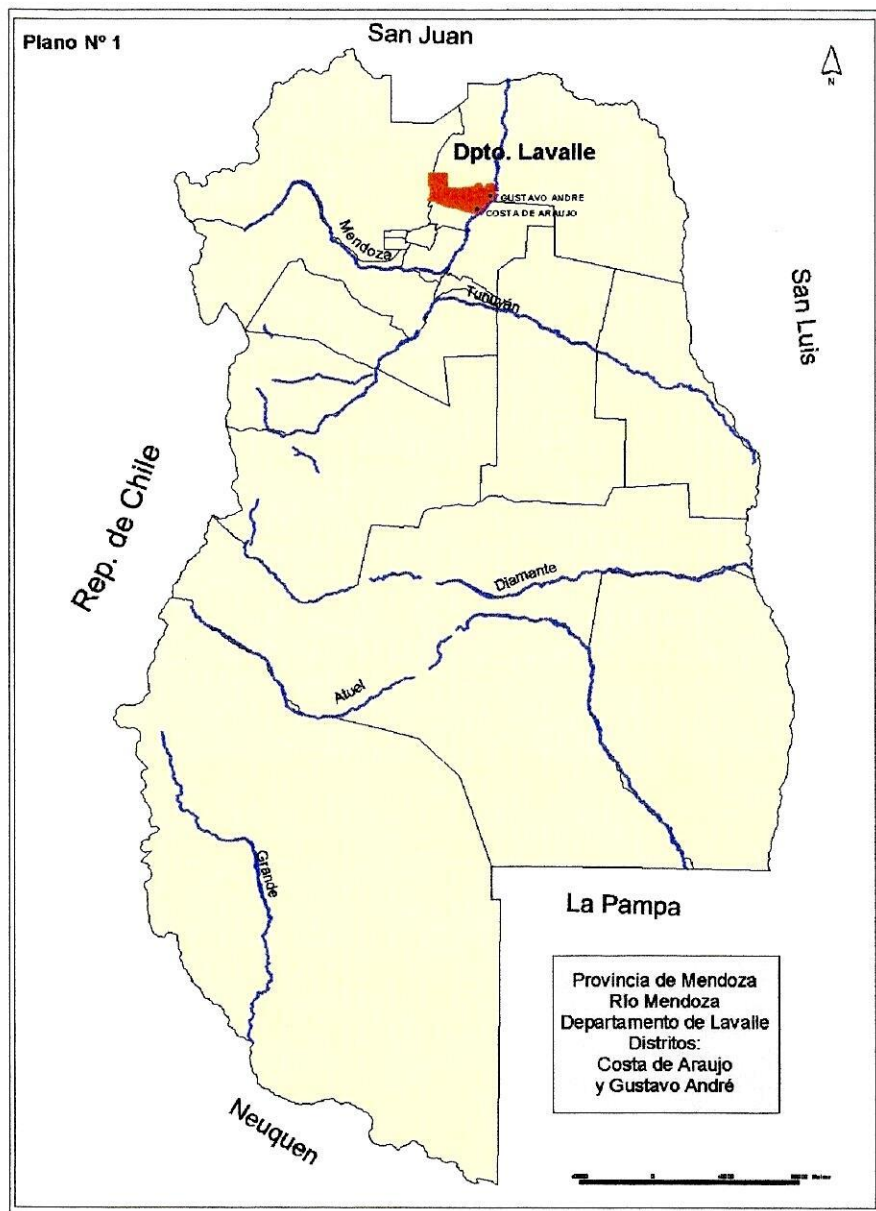 Plano Nº 1
San Juan
N
Dpto. Lavalle
GUSTAVO ANDRE
COSTA DE ARAUJO
Mendoza
Tunuyán
San Luis
Rep. de Chile
Diamante
Atuel
Grande
La Pampa
Provincia de Mendoza
Río Mendoza
Departamento de Lavalle
Distritos:
Costa de Araujo
y Gustavo André
Neuquen
0